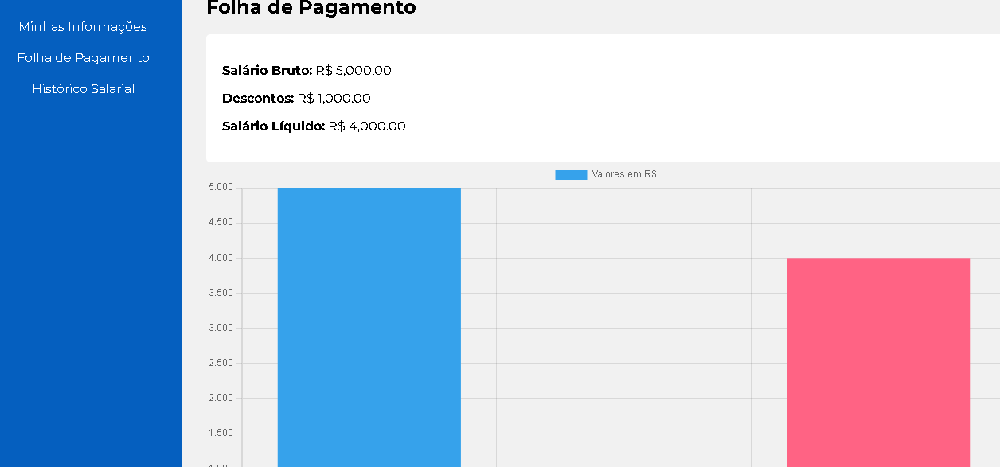 Minhas Informações
Folha de Pagamento
Histórico Salarial
Folha de Pagamento
Salário Bruto: R$ 5,000.00
Descontos: R$ 1,000.00
Salário Líquido: R$ 4,000.00
Valores em R$
5.000
4.500
4.000
3.500
3.000
2.500
2.000
1.500
1.000